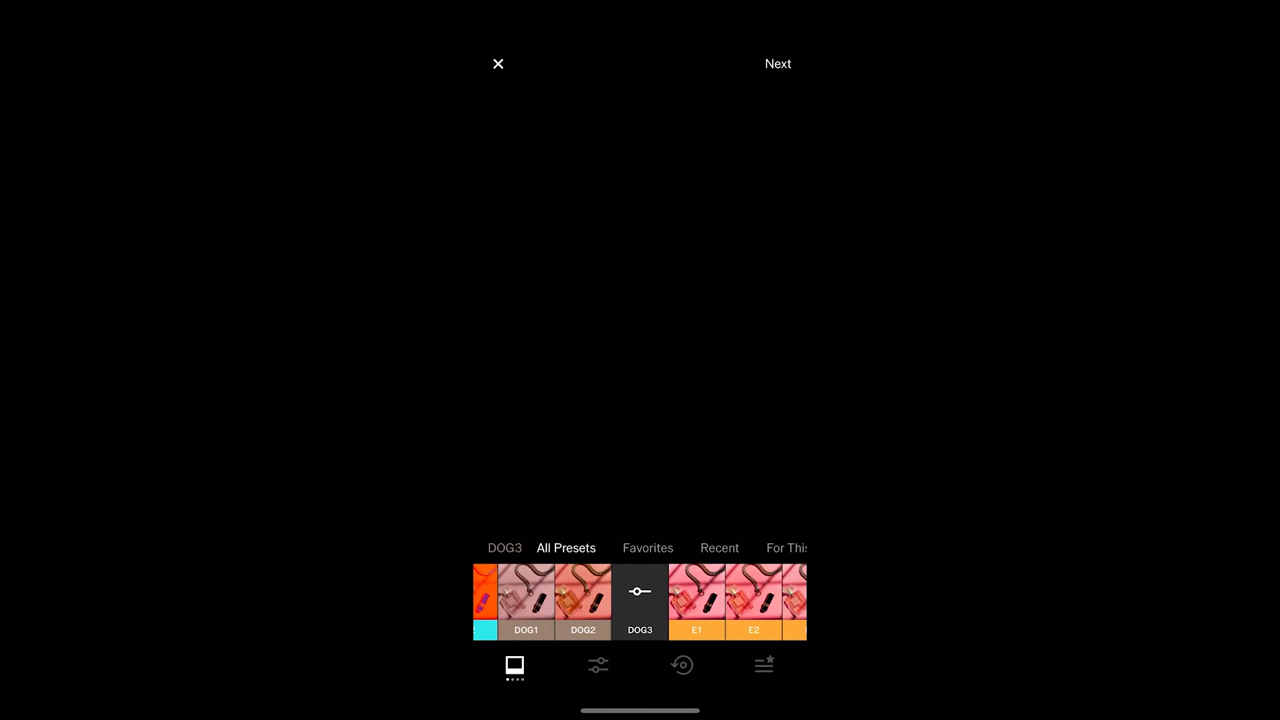 Next
DOG3 All Presets Favorites Recent For This
DOG1 DOG2 DOG3 E1 E2